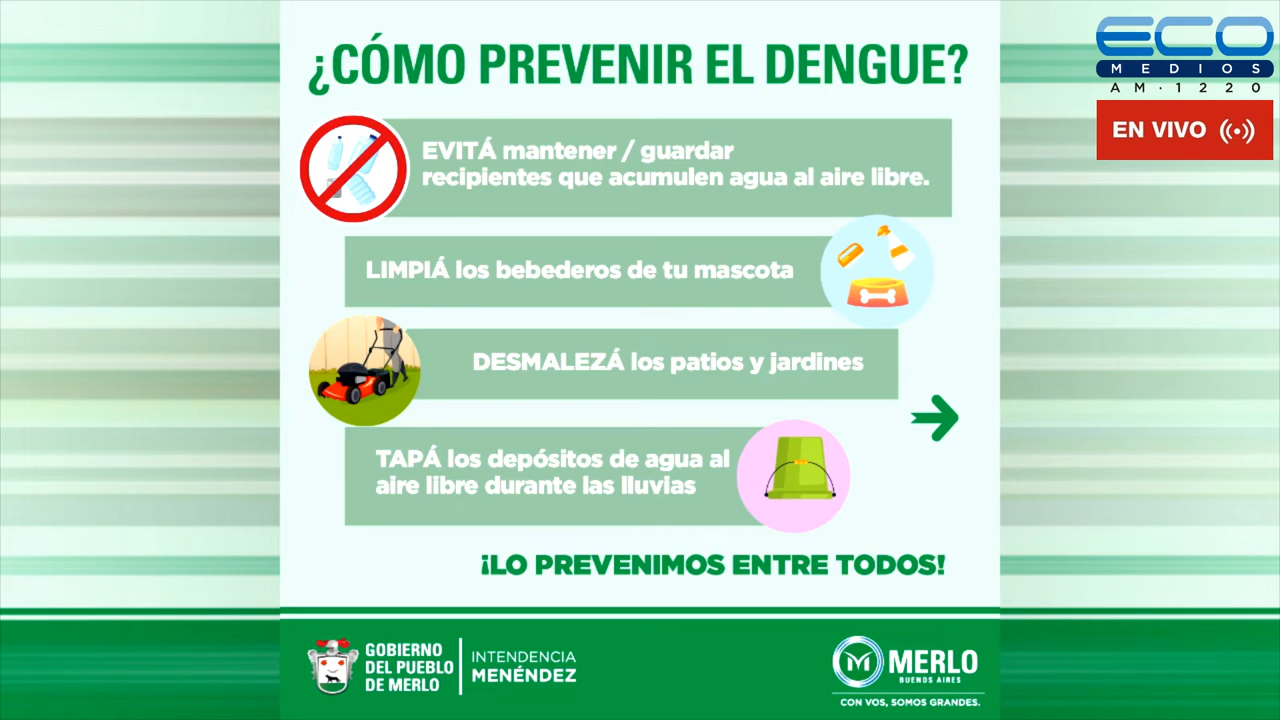 ¿CÓMO PREVENIR EL DENGUE?
ECO
MEDIOS
AM·1220
EN VIVO
EVITÁ mantener / guardar
recipientes que acumulen agua al aire libre.
LIMPIÁ los bebederos de tu mascota
DESMALEZÁ los patios y jardines
TAPÁ los depósitos de agua al
aire libre durante las lluvias
¡LO PREVENIMOS ENTRE TODOS!
GOBIERNO
DEL PUEBLO
DE MERLO
INTENDENCIA
MENÉNDEZ
MERLO
BUENOS AIRES
CON VOS, SOMOS GRANDES.